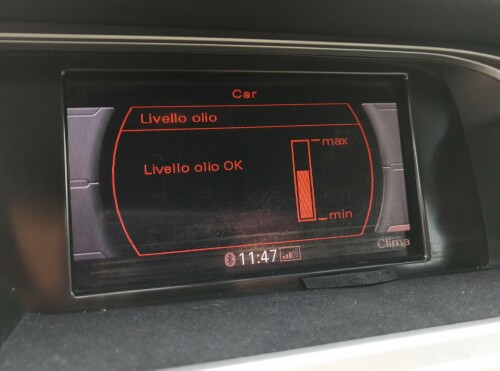 Car
Livello olio
max
Livello olio OK
min
Clima
11:47